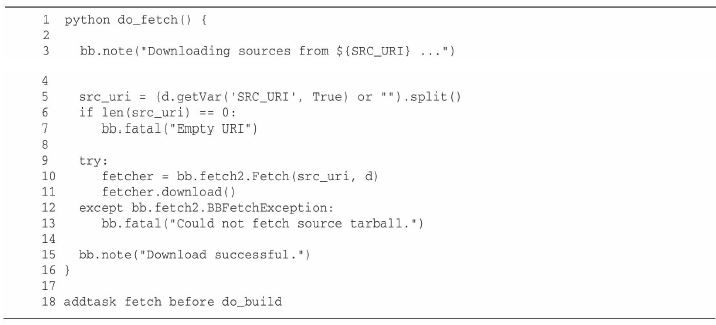 1 python do_fetch() {
2
3 bb.note("Downloading sources from ${SRC_URI} ...")
4
5 src_uri = (d.getVar('SRC_URI', True) or "").split()
6 if len(src_uri) == 0:
7 bb.fatal("Empty URI")
8
9 try:
10 fetcher = bb.fetch2.Fetch(src_uri, d)
11 fetcher.download()
12 except bb.fetch2.BBFetchException:
13 bb.fatal("Could not fetch source tarball.")
14
15 bb.note("Download successful.")
16 }
17
18 addtask fetch before do_build